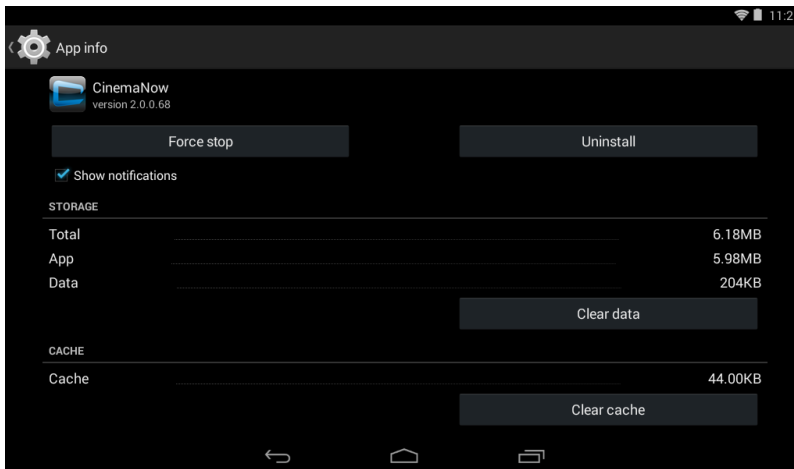 11:2
App info
CinemaNow
version 2.0.0.68
Force stop Uninstall
Show notifications
STORAGE
Total 6.18MB
App 5.98MB
Data 204KB
Clear data
CACHE
Cache 44.00KB
Clear cache